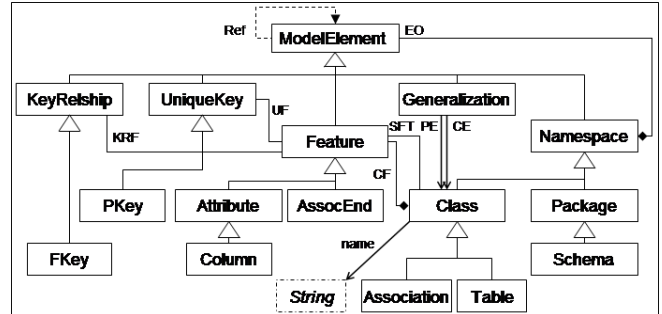 Ref
EO
ModelElement
KeyRelship
UniqueKey
Generalization
UF
KRF
Feature
SFT
PE
CE
Namespace
CF
PKey
Attribute
AssocEnd
Class
Package
name
FKey
Column
Schema
String
Association
Table